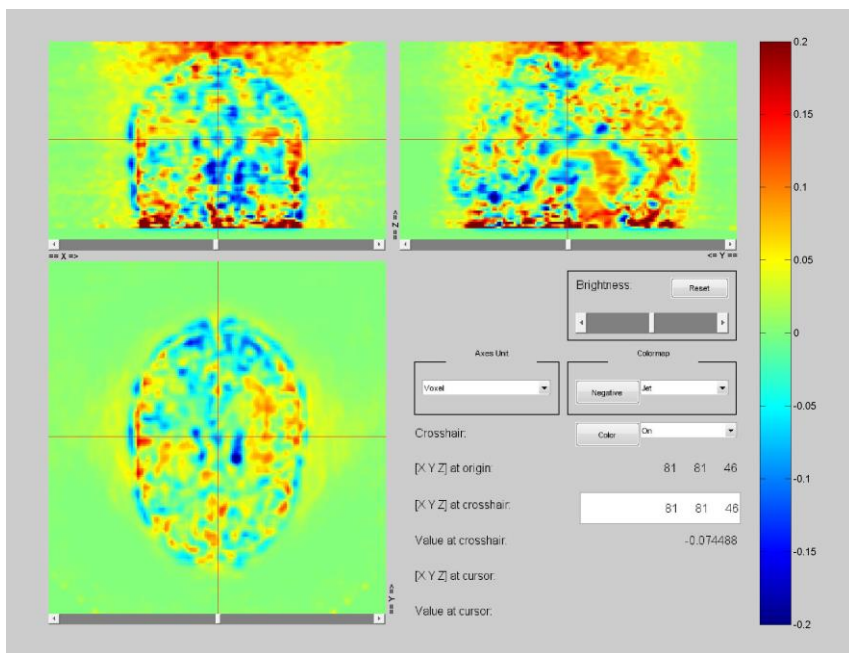 0.2
0.15
0.1
0.05
0
-0.05
-0.1
-0.15
-0.2
== X =>
== Z =>
<= Y ==
== Y =>
Brightness:
Reset
Axes Unit
Voxel
Colormap
Negative
Jet
Crosshair:
Color
On
[X Y Z] at origin:
81 81 46
[X Y Z] at crosshair:
81 81 46
Value at crosshair:
-0.074488
[X Y Z] at cursor:
Value at cursor: